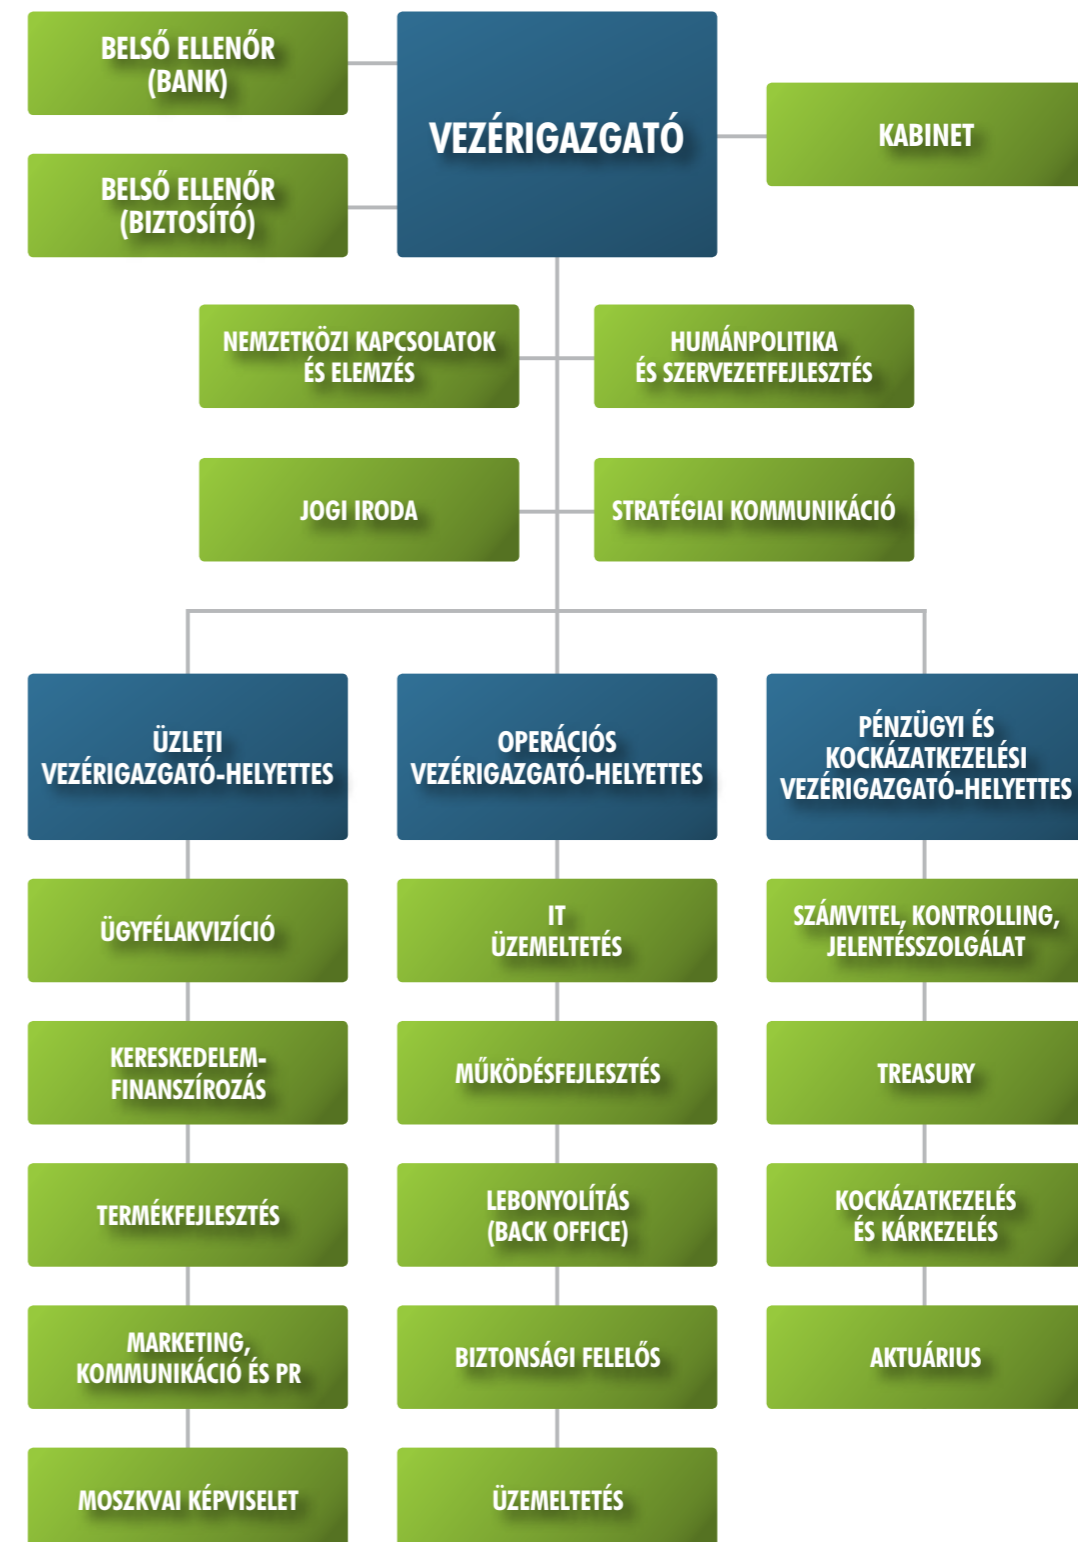 BELSŐ ELLENŐR
(BANK)
VEZÉRIGAZGATÓ
KABINET
BELSŐ ELLENŐR
(BIZTOSÍTÓ)
NEMZETKÖZI KAPCSOLATOK
ÉS ELEMZÉS
HUMÁNPOLITIKA
ÉS SZERVEZETFEJLESZTÉS
JOGI IRODA
STRATÉGIAI KOMMUNIKÁCIÓ
ÜZLETI
VEZÉRIGAZGATÓ-HELYETTES
OPERÁCIÓS
VEZÉRIGAZGATÓ-HELYETTES
PÉNZÜGYI ÉS
KOCKÁZATKEZELÉSI
VEZÉRIGAZGATÓ-HELYETTES
ÜGYFÉLAKVIZÍCIÓ
IT
ÜZEMELTETÉS
SZÁMVITEL, KONTROLLING,
JELENTÉSSZOLGÁLAT
KERESKEDELEM-
FINANSZÍROZÁS
MŰKÖDÉSFEJLESZTÉS
TREASURY
TERMÉKFEJLESZTÉS
LEBONYOLÍTÁS
(BACK OFFICE)
KOCKÁZATKEZELÉS
ÉS KÁRKEZELÉS
MARKETING,
KOMMUNIKÁCIÓ ÉS PR
BIZTONSÁGI FELELŐS
AKTUÁRIUS
MOSZKVAI KÉPVISELET
ÜZEMELTETÉS